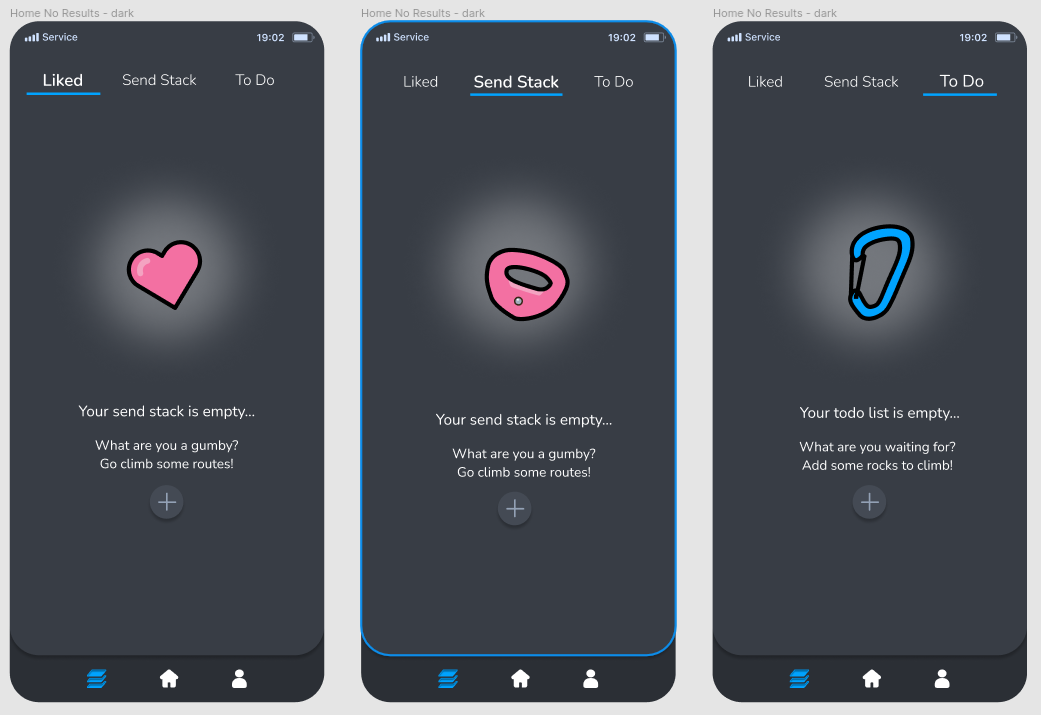 Home No Results - dark
Service 19:02
Liked Send Stack To Do
Your send stack is empty...
What are you a gumby?
Go climb some routes!
Home No Results - dark
Service 19:02
Liked Send Stack To Do
Your send stack is empty...
What are you a gumby?
Go climb some routes!
Home No Results - dark
Service 19:02
Liked Send Stack To Do
Your todo list is empty...
What are you waiting for?
Add some rocks to climb!